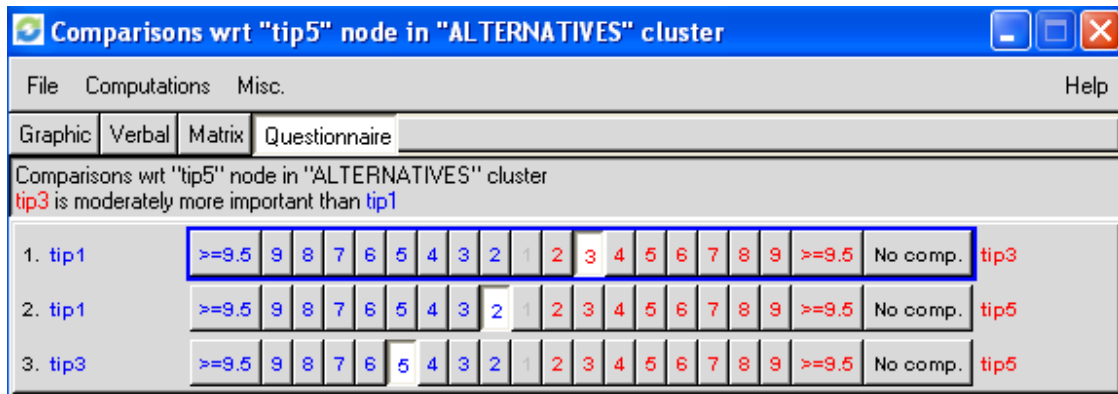 Comparisons wrt "tip5" node in "ALTERNATIVES" cluster
File Computations Misc. Help
Graphic Verbal Matrix Questionnaire
Comparisons wrt "tip5" node in "ALTERNATIVES" cluster
tip3 is moderately more important than tip1
1. tip1 >=9.5 9 8 7 6 5 4 3 2 1 2 3 4 5 6 7 8 9 >=9.5 No comp. tip3
2. tip1 >=9.5 9 8 7 6 5 4 3 2 1 2 3 4 5 6 7 8 9 >=9.5 No comp. tip5
3. tip3 >=9.5 9 8 7 6 5 4 3 2 1 2 3 4 5 6 7 8 9 >=9.5 No comp. tip5